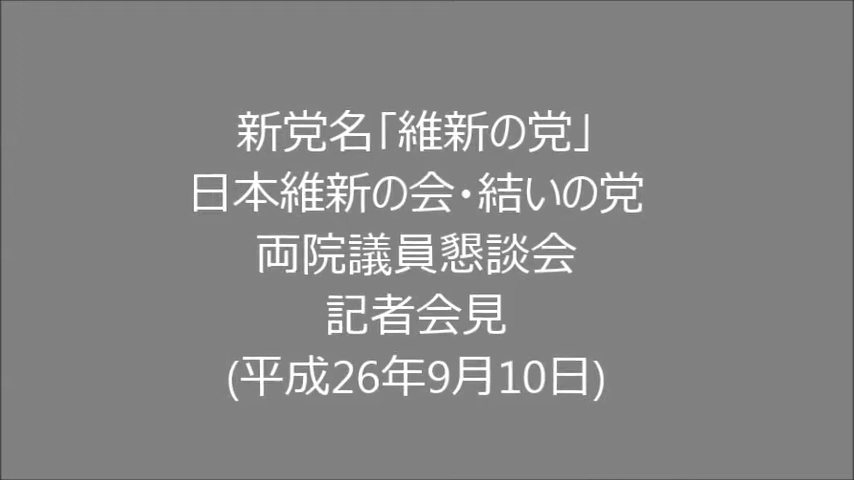 新党名「維新の党」
日本維新の会・結いの党
両院議員懇談会
記者会見
(平成26年9月10日)